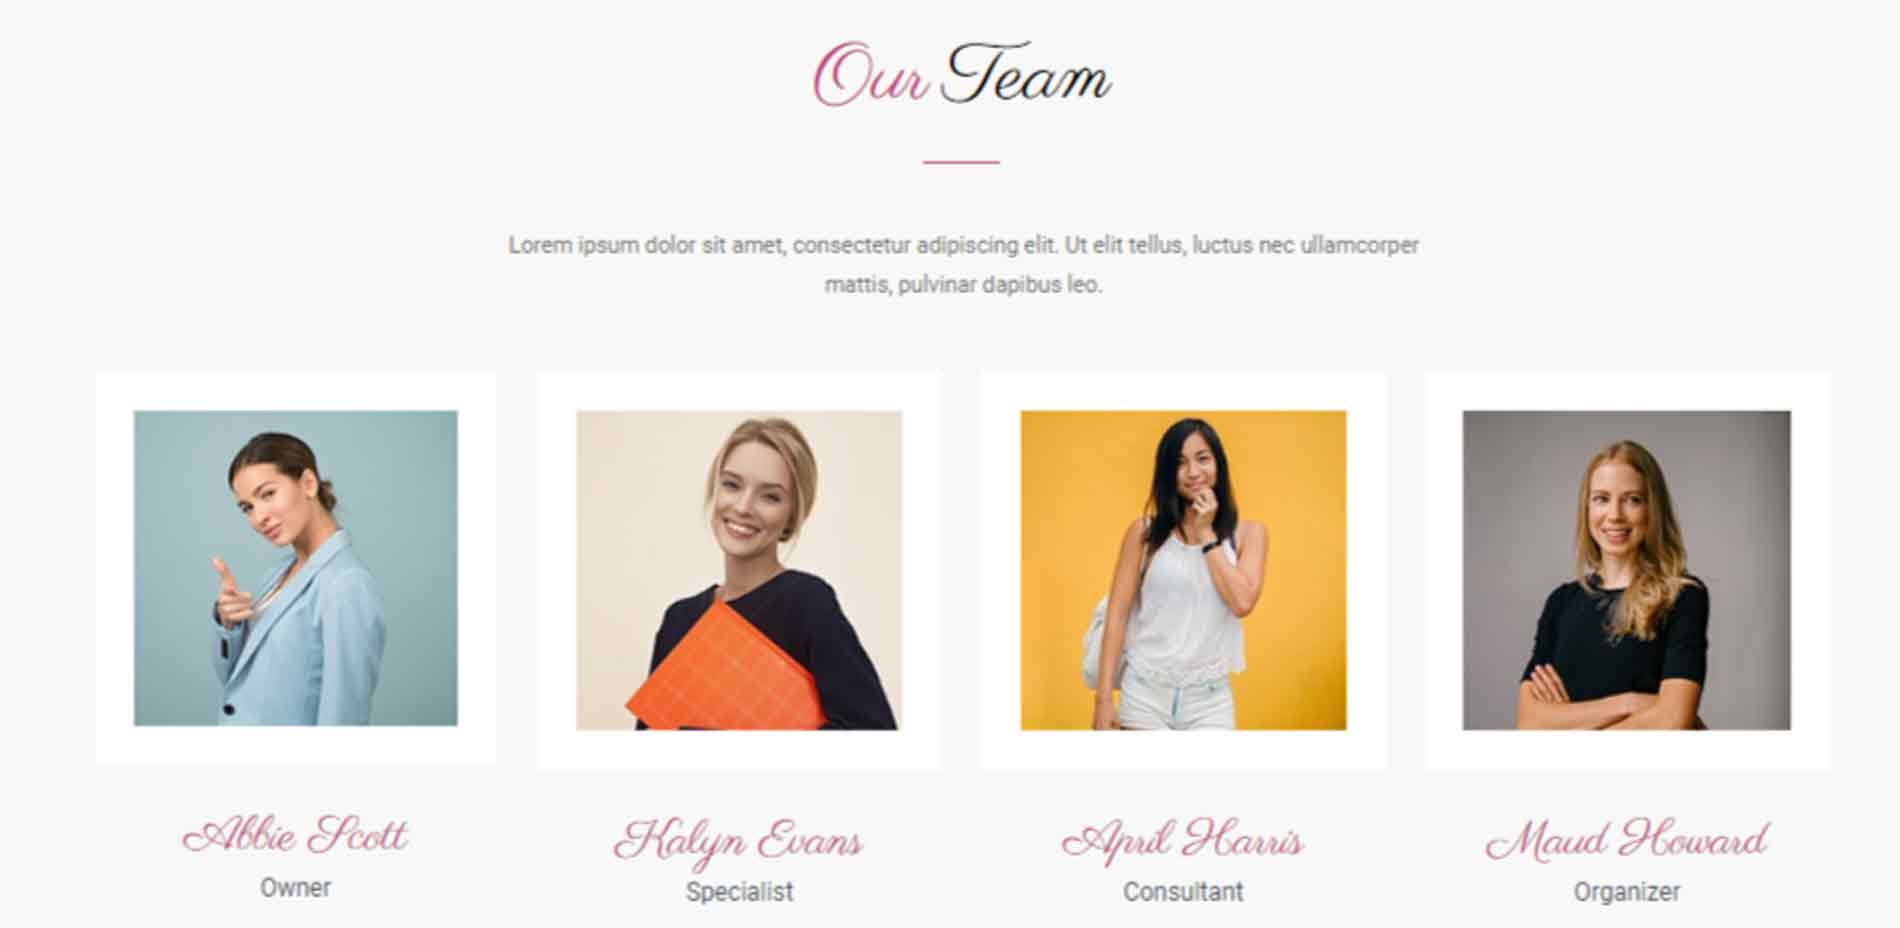 Our Team
Lorem ipsum dolor sit amet, consectetur adipiscing elit. Ut elit tellus, luctus nec ullamcorper
mattis, pulvinar dapibus leo.
Abbie Scott
Owner
Kalyn Evans
Specialist
April Harris
Consultant
Maud Howard
Organizer